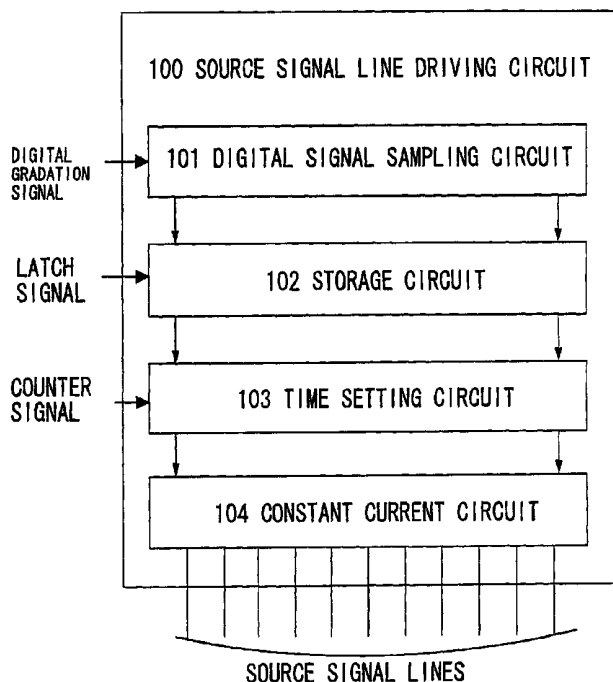 100 SOURCE SIGNAL LINE DRIVING CIRCUIT
DIGITAL
GRADATION
SIGNAL
101 DIGITAL SIGNAL SAMPLING CIRCUIT
LATCH
SIGNAL
102 STORAGE CIRCUIT
COUNTER
SIGNAL
103 TIME SETTING CIRCUIT
104 CONSTANT CURRENT CIRCUIT
SOURCE SIGNAL LINES